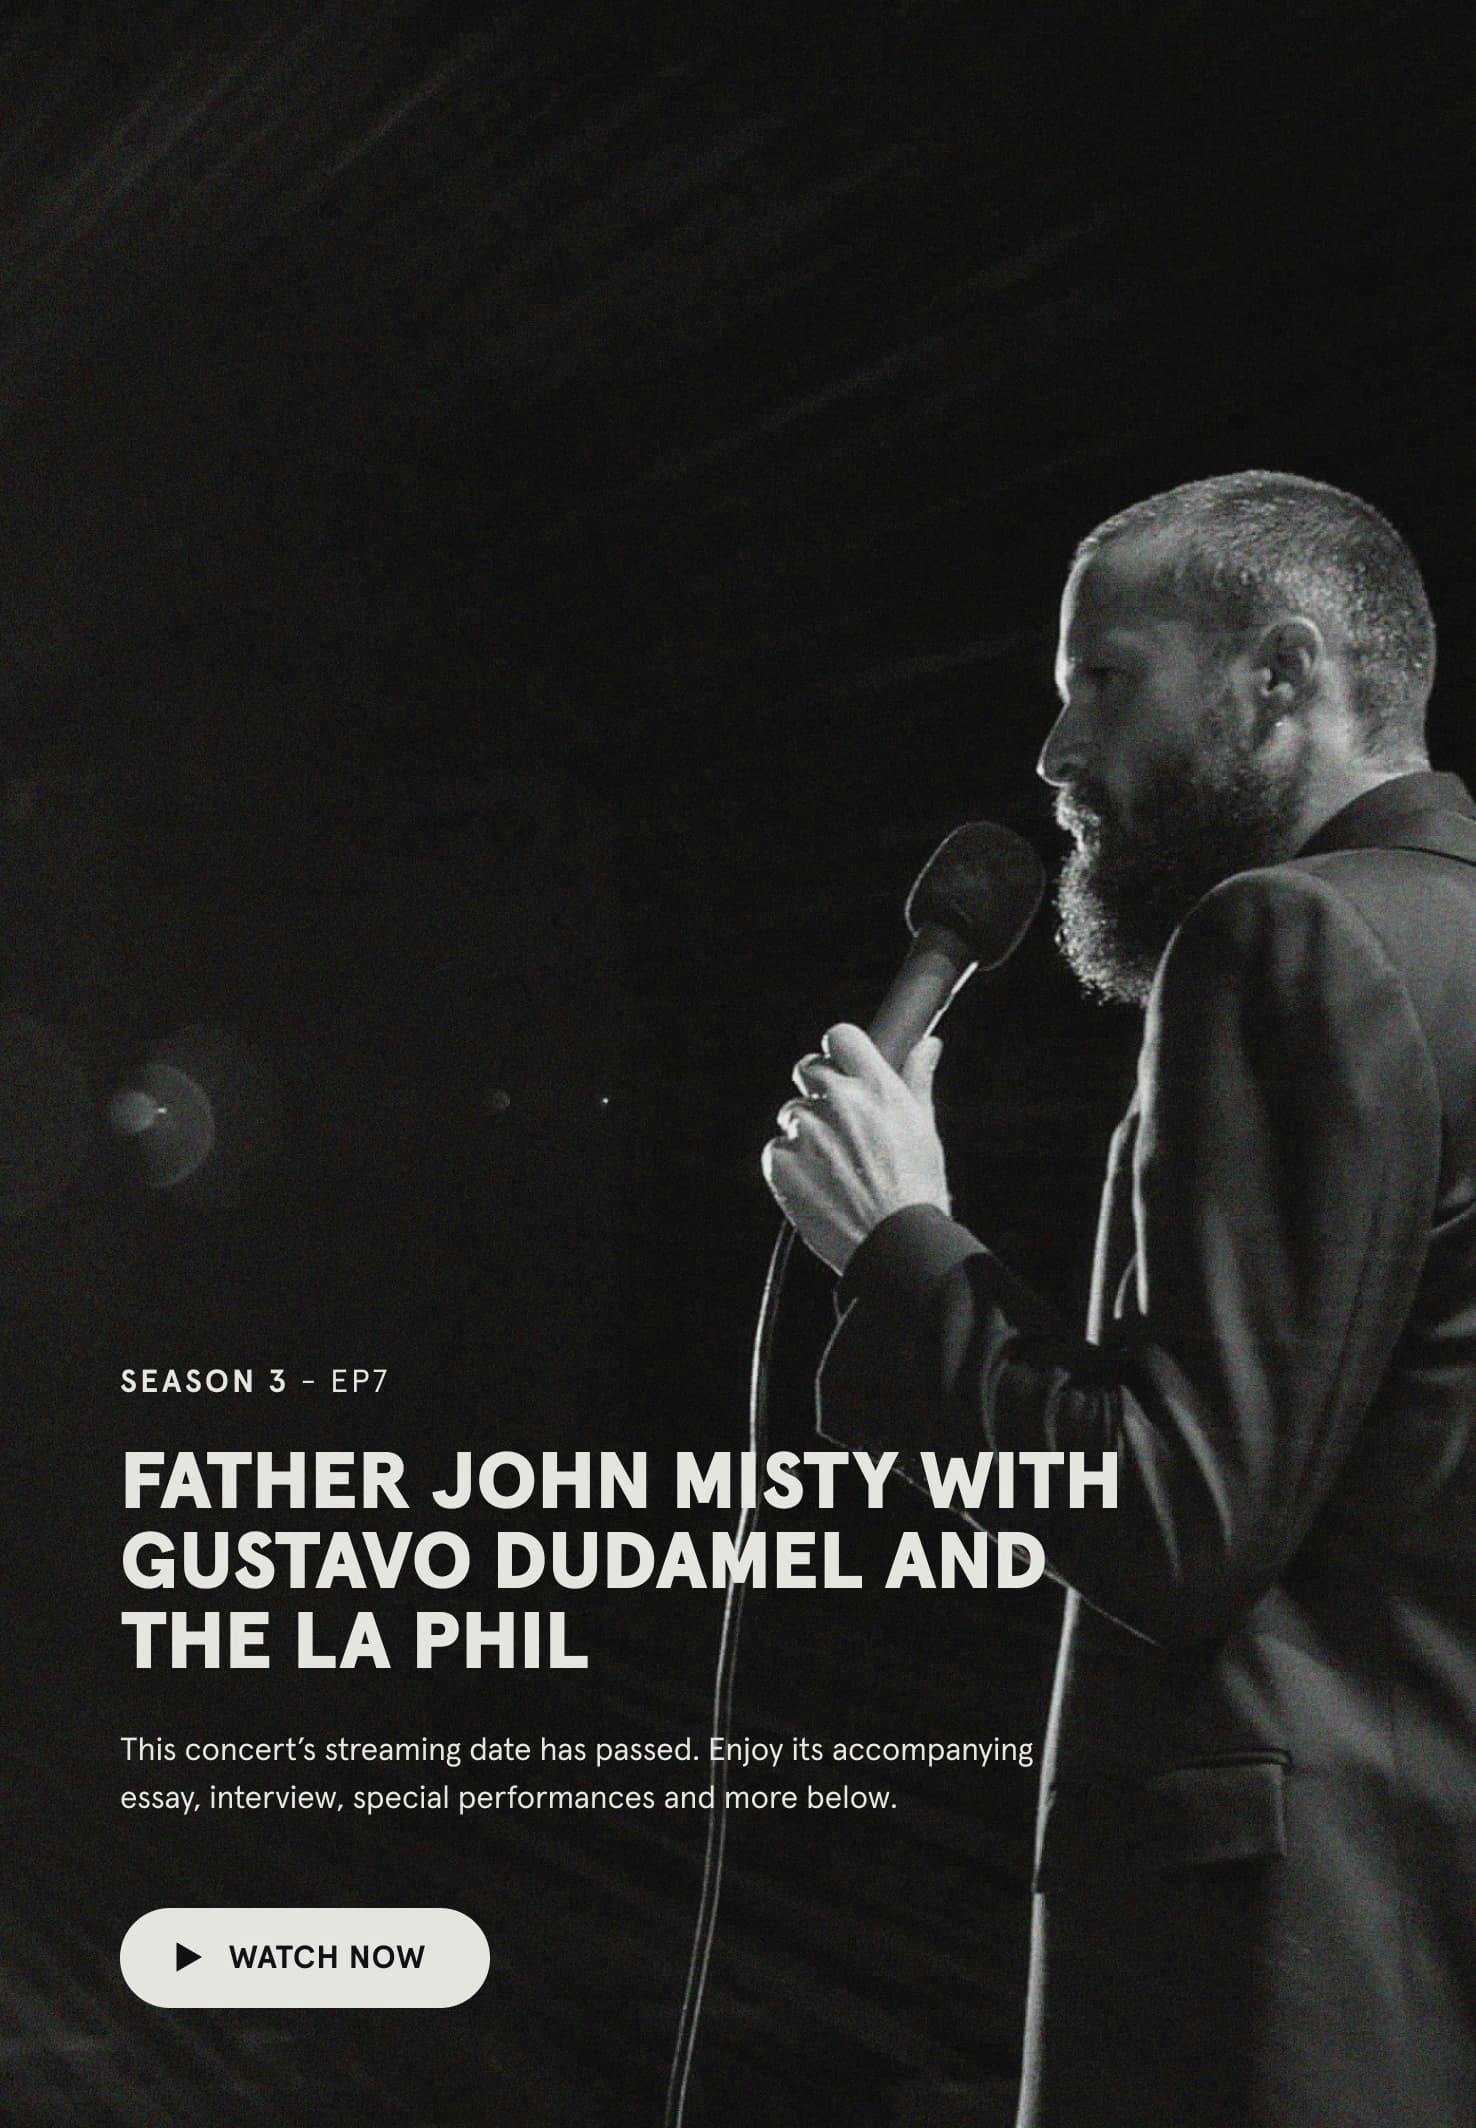 SEASON 3 – EP7
FATHER JOHN MISTY WITH
GUSTAVO DUDAMEL AND
THE LA PHIL
This concert’s streaming date has passed. Enjoy its accompanying
essay, interview, special performances and more below.
WATCH NOW